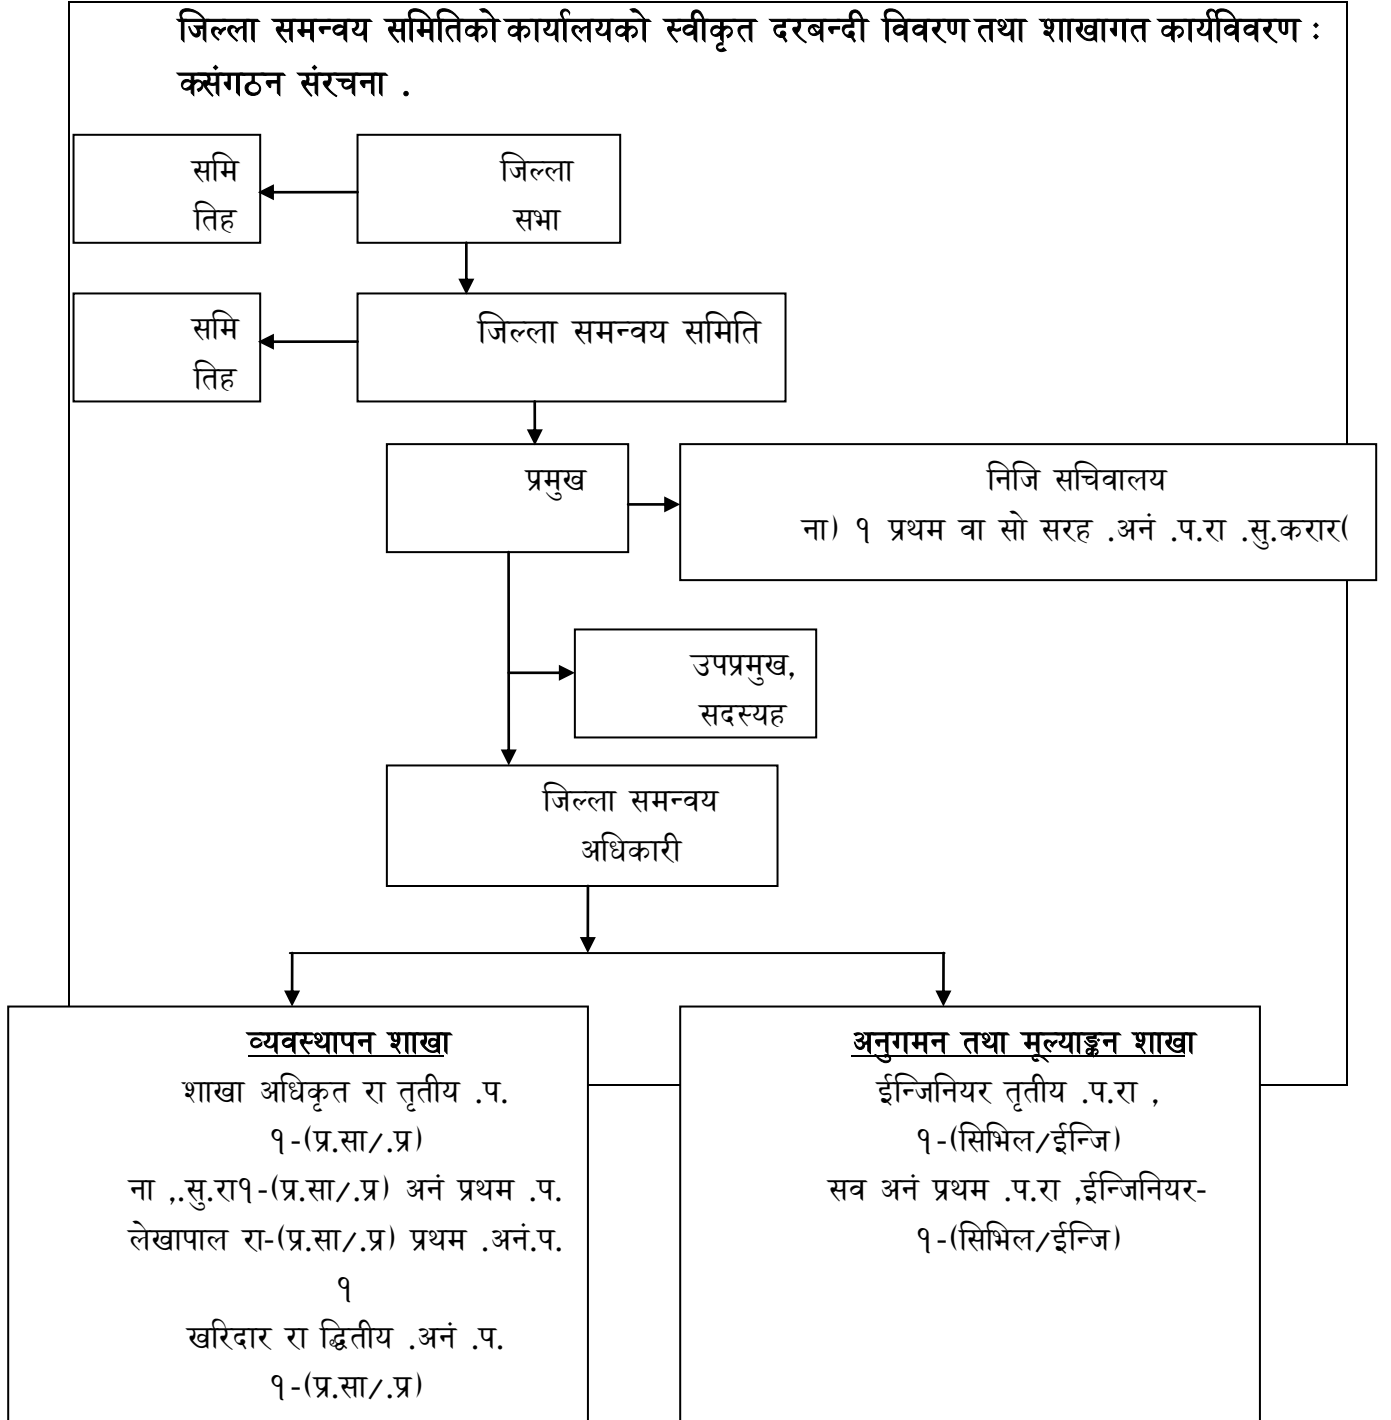 जिल्ला समन्वय समितिको कार्यालयको स्वीकृत दरबन्दी विवरण तथा शाखागत कार्यविवरण :
कसंगठन संरचना .
समि
तिह
जिल्ला
सभा
समि
तिह
जिल्ला समन्वय समिति
प्रमुख
निजि सचिवालय
ना) १ प्रथम वा सो सरह .अनं .प.रा .सु.करार(
उपप्रमुख,
सदस्यह
जिल्ला समन्वय
अधिकारी
व्यवस्थापन शाखा
शाखा अधिकृत रा तृतीय .प.
१-(प्र.सा/.प्र)
ना ,.सु.रा१-(प्र.सा/.प्र) अनं प्रथम .प.
लेखापाल रा-(प्र.सा/.प्र) प्रथम .अनं.प.
१
खरिदार रा द्धितीय .अनं .प.
१-(प्र.सा/.प्र)
अनुगमन तथा मूल्याङ्कन शाखा
ईन्जिनियर तृतीय .प.रा ,
१-(सिभिल/ईन्जि)
सव अनं प्रथम .प.रा ,ईन्जिनियर-
१-(सिभिल/ईन्जि)